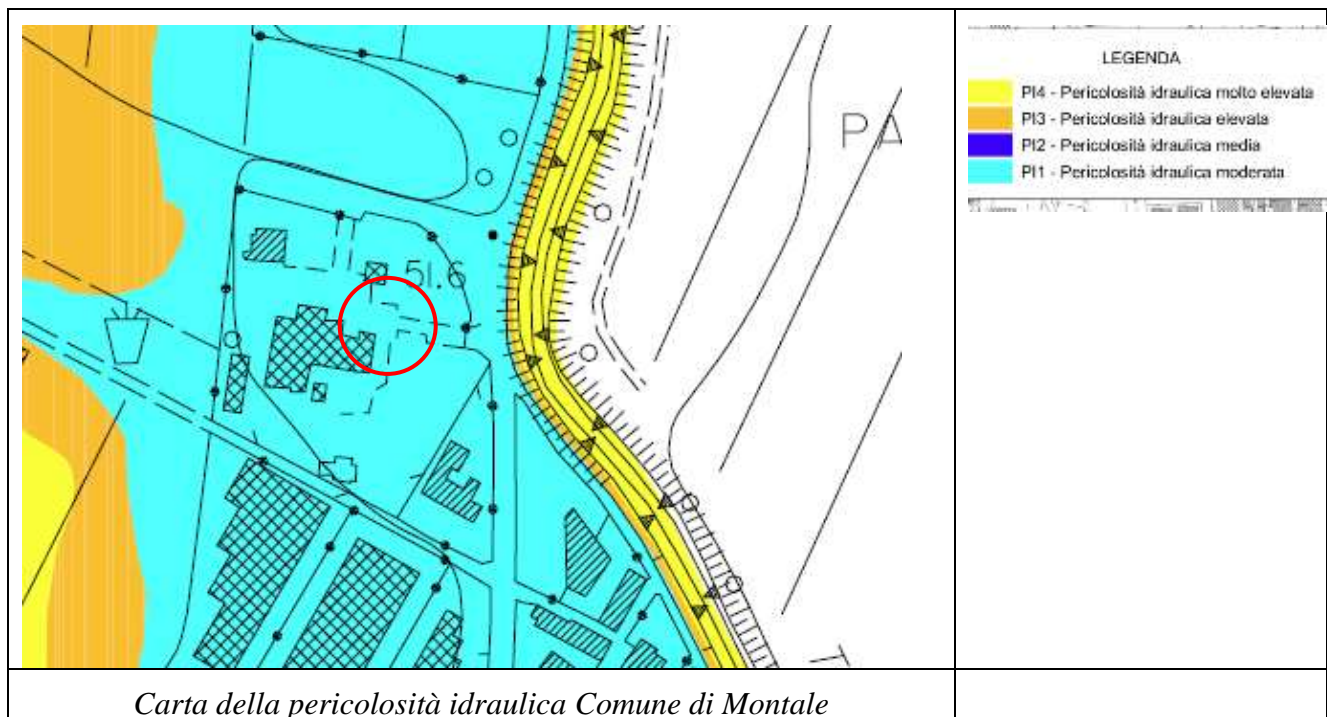 PA
51.6
LEGENDA
PI4 - Pericolosità idraulica molto elevata
PI3 - Pericolosità idraulica elevata
PI2 - Pericolosità idraulica media
PI1 - Pericolosità idraulica moderata
T
Carta della pericolosità idraulica Comune di Montale